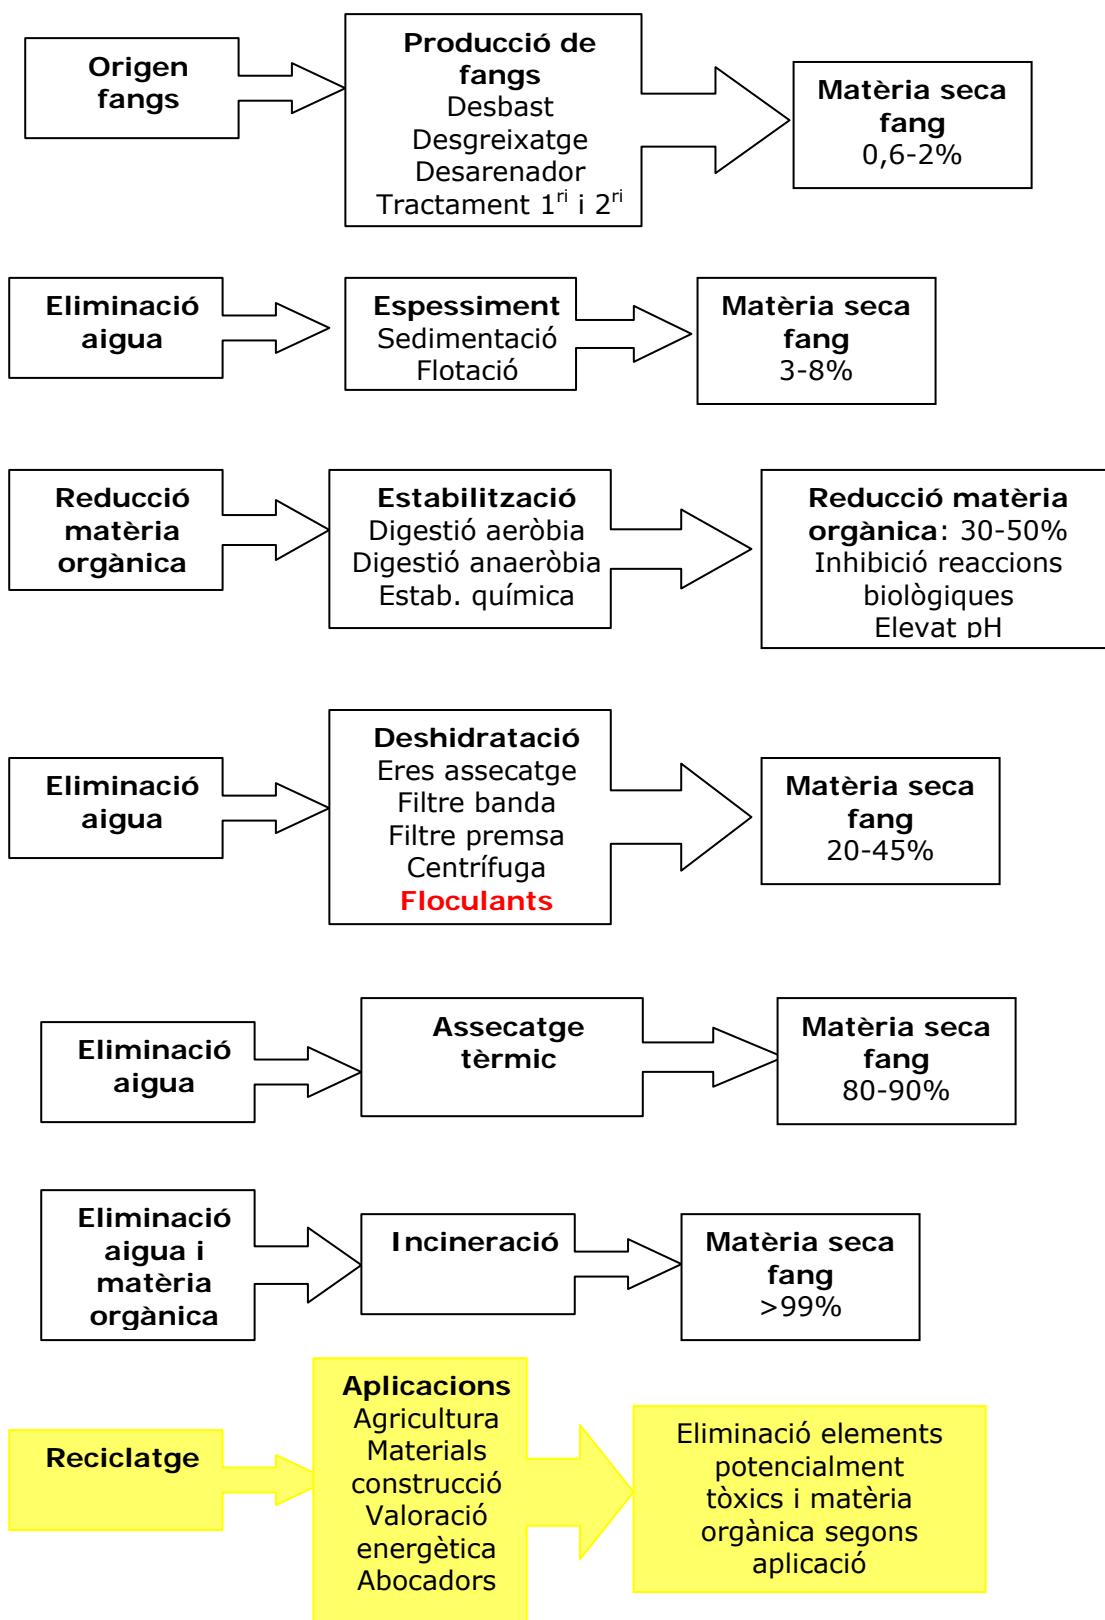 Origen
fangs
Producció de
fangs
Desbast
Desgreixatge
Desarenador
Tractament 1ri i 2ri
Matèria seca
fang
0,6-2%
Eliminació
aigua
Espessiment
Sedimentació
Flotació
Matèria seca
fang
3-8%
Reducció
matèria
orgànica
Estabilització
Digestió aeròbia
Digestió anaeròbia
Estab. química
Reducció matèria
orgànica: 30-50%
Inhibició reaccions
biològiques
Elevat pH
Eliminació
aigua
Deshidratació
Eres assecatge
Filtre banda
Filtre premsa
Centrífuga
Floculants
Matèria seca
fang
20-45%
Eliminació
aigua
Assecatge
tèrmic
Matèria seca
fang
80-90%
Eliminació
aigua i
matèria
orgànica
Incineració
Matèria seca
fang
>99%
Reciclatge
Aplicacions
Agricultura
Materials
construcció
Valoració
energètica
Abocadors
Eliminació elements
potencialment
tòxics i matèria
orgànica segons
aplicació